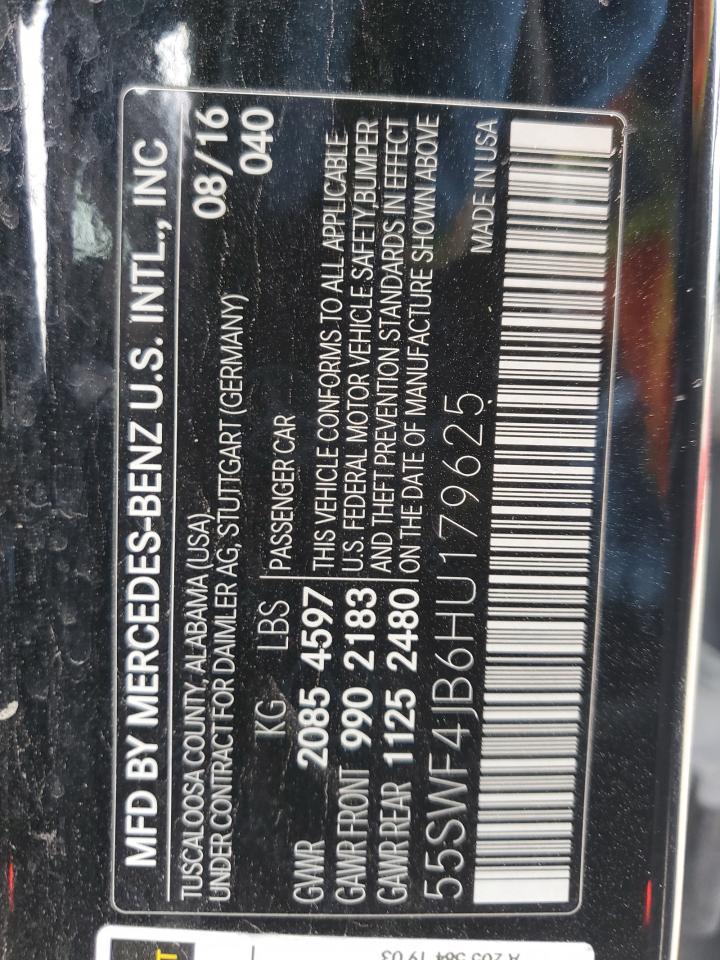 MFD BY MERCEDES-BENZ U.S. INTL., INC
TUSCALOOSA COUNTY, ALABAMA (USA) 08/16
UNDER CONTRACT FOR DAIMLER AG, STUTTGART (GERMANY) 040
KG LBS PASSENGER CAR
GVWR 2085 4597 THIS VEHICLE CONFORMS TO ALL APPLICABLE
GAWR FRONT 990 2183 U.S. FEDERAL MOTOR VEHICLE SAFETY, BUMPER
GAWR REAR 1125 2480 AND THEFT PREVENTION STANDARDS IN EFFECT
ON THE DATE OF MANUFACTURE SHOWN ABOVE
55SWF4JB6HU179625 MADE IN USA